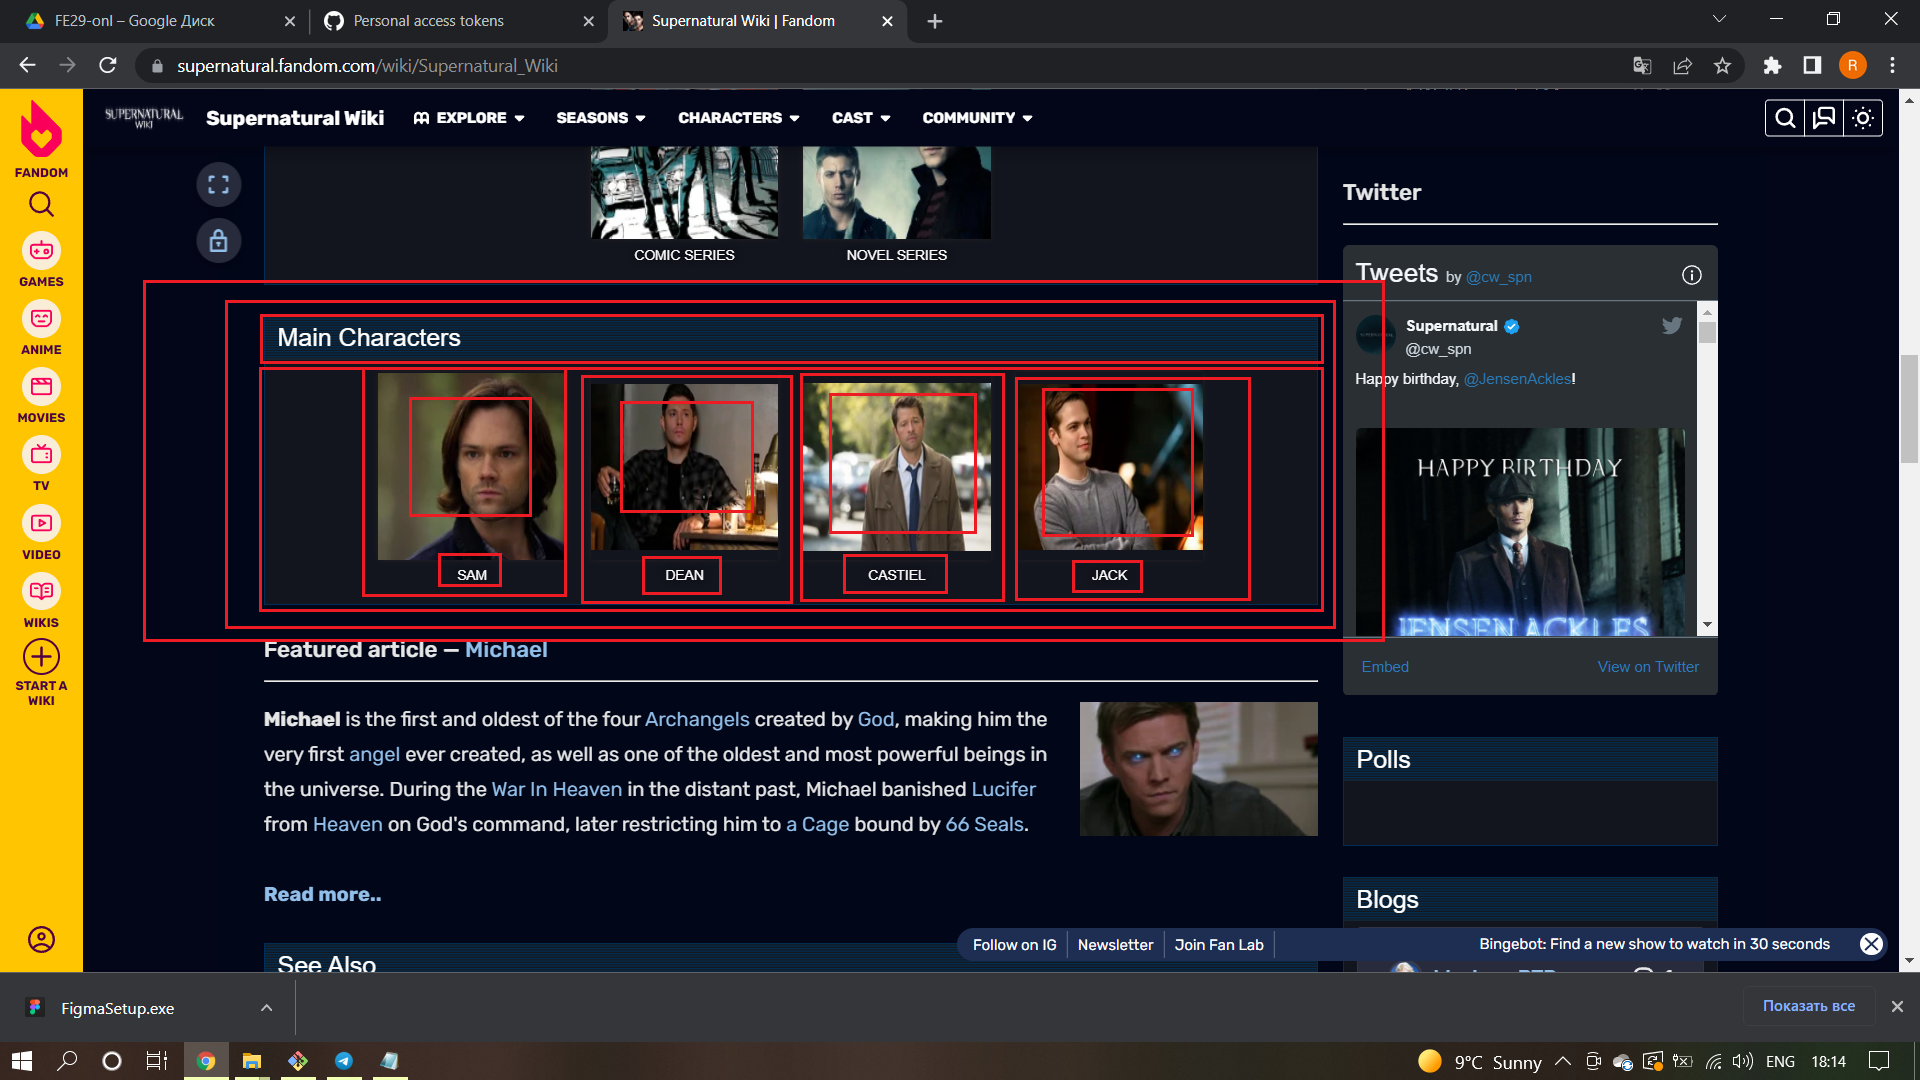 FE29-onl – Google Диск
Personal access tokens
Supernatural Wiki | Fandom
supernatural.fandom.com/wiki/Supernatural_Wiki
R
SUPERNATURAL WIKI
Supernatural Wiki
EXPLORE
SEASONS
CHARACTERS
CAST
COMMUNITY
FANDOM
GAMES
ANIME
MOVIES
TV
VIDEO
WIKIS
START A
WIKI
COMIC SERIES
NOVEL SERIES
Main Characters
SAM
DEAN
CASTIEL
JACK
Featured article – Michael
Michael is the first and oldest of the four Archangels created by God, making him the
very first angel ever created, as well as one of the oldest and most powerful beings in
the universe. During the War In Heaven in the distant past, Michael banished Lucifer
from Heaven on God's command, later restricting him to a Cage bound by 66 Seals.
Read more..
See Also
Twitter
Tweets by @cw_spn
Supernatural
@cw_spn
Happy birthday, @JensenAckles!
HAPPY BIRTHDAY
JENSEN ACKLES
Embed
View on Twitter
Polls
Blogs
Follow on IG
Newsletter
Join Fan Lab
Bingebot: Find a new show to watch in 30 seconds
FigmaSetup.exe
Показать все
9°C Sunny
ENG
18:14